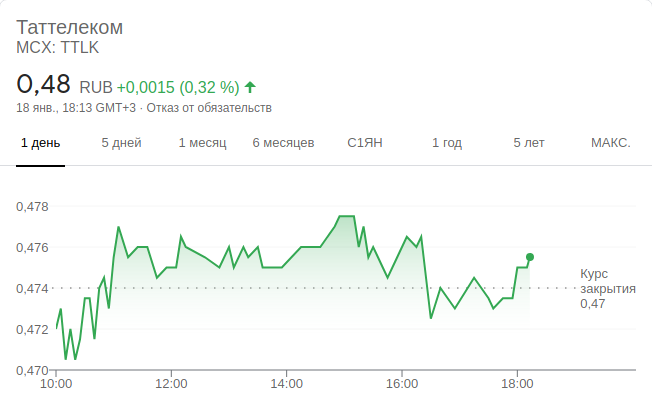 Таттелеком
MCX: TTLK
0,48 RUB +0,0015 (0,32 %)
18 янв., 18:13 GMT+3 · Отказ от обязательств
1 день 5 дней 1 месяц 6 месяцев С1ЯН 1 год 5 лет МАКС.
0,478
0,476
0,474
0,472
0,470
Курс
закрытия
0,47
10:00 12:00 14:00 16:00 18:00